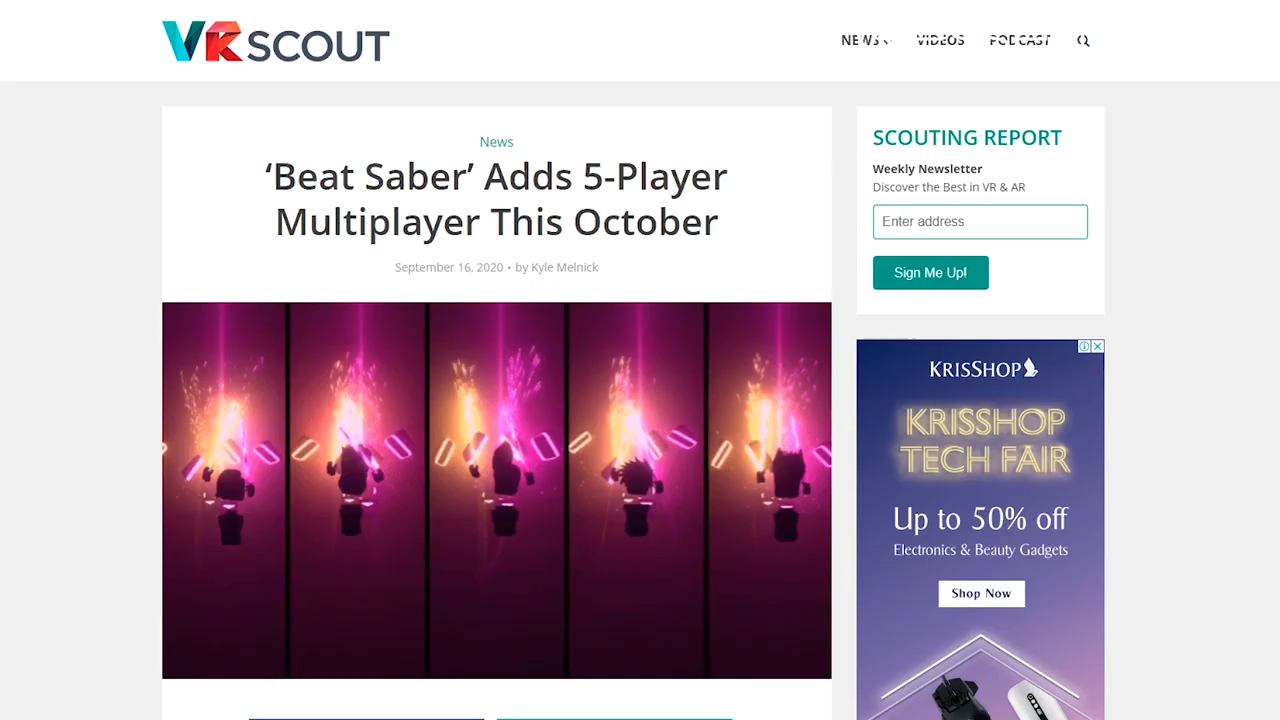 VRSCOUT
NEWS
VIDEOS
PODCAST
News
‘Beat Saber’ Adds 5-Player
Multiplayer This October
September 16, 2020 • by Kyle Melnick
SCOUTING REPORT
Weekly Newsletter
Discover the Best in VR & AR
Enter address
Sign Me Up!
KRISSHOP
KRISSHOP
TECH FAIR
Up to 50% off
Electronics & Beauty Gadgets
Shop Now